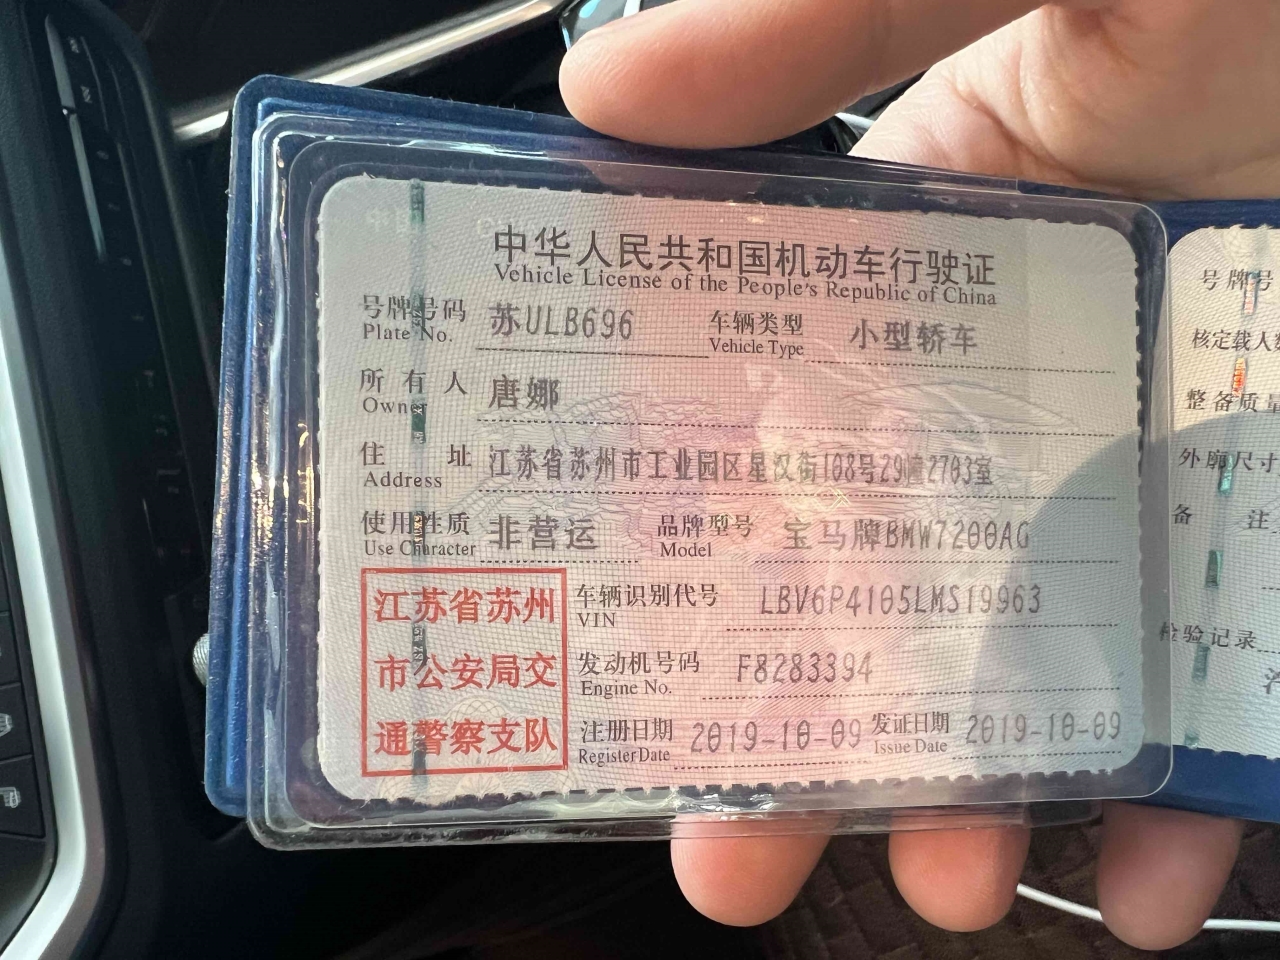 中华人民共和国机动车行驶证
Vehicle License of the People's Republic of China
号牌号码 苏ULB696 车辆类型 小型轿车
Plate No. Vehicle Type
所有人 唐娜
Owner
住址 江苏省苏州市工业园区星汉街108号29幢2703室
Address
使用性质 非营运 品牌型号 宝马牌BMW7200AG
Use Character Model
江苏省苏州
市公安局交
通警察支队
车辆识别代号 LBV6P4105LMS19963
VIN
发动机号码 F8283394
Engine No.
注册日期 2019-10-09 发证日期 2019-10-09
Register Date Issue Date
号牌号
核定载人数
整备质量
外廓尺寸
备注
检验记录